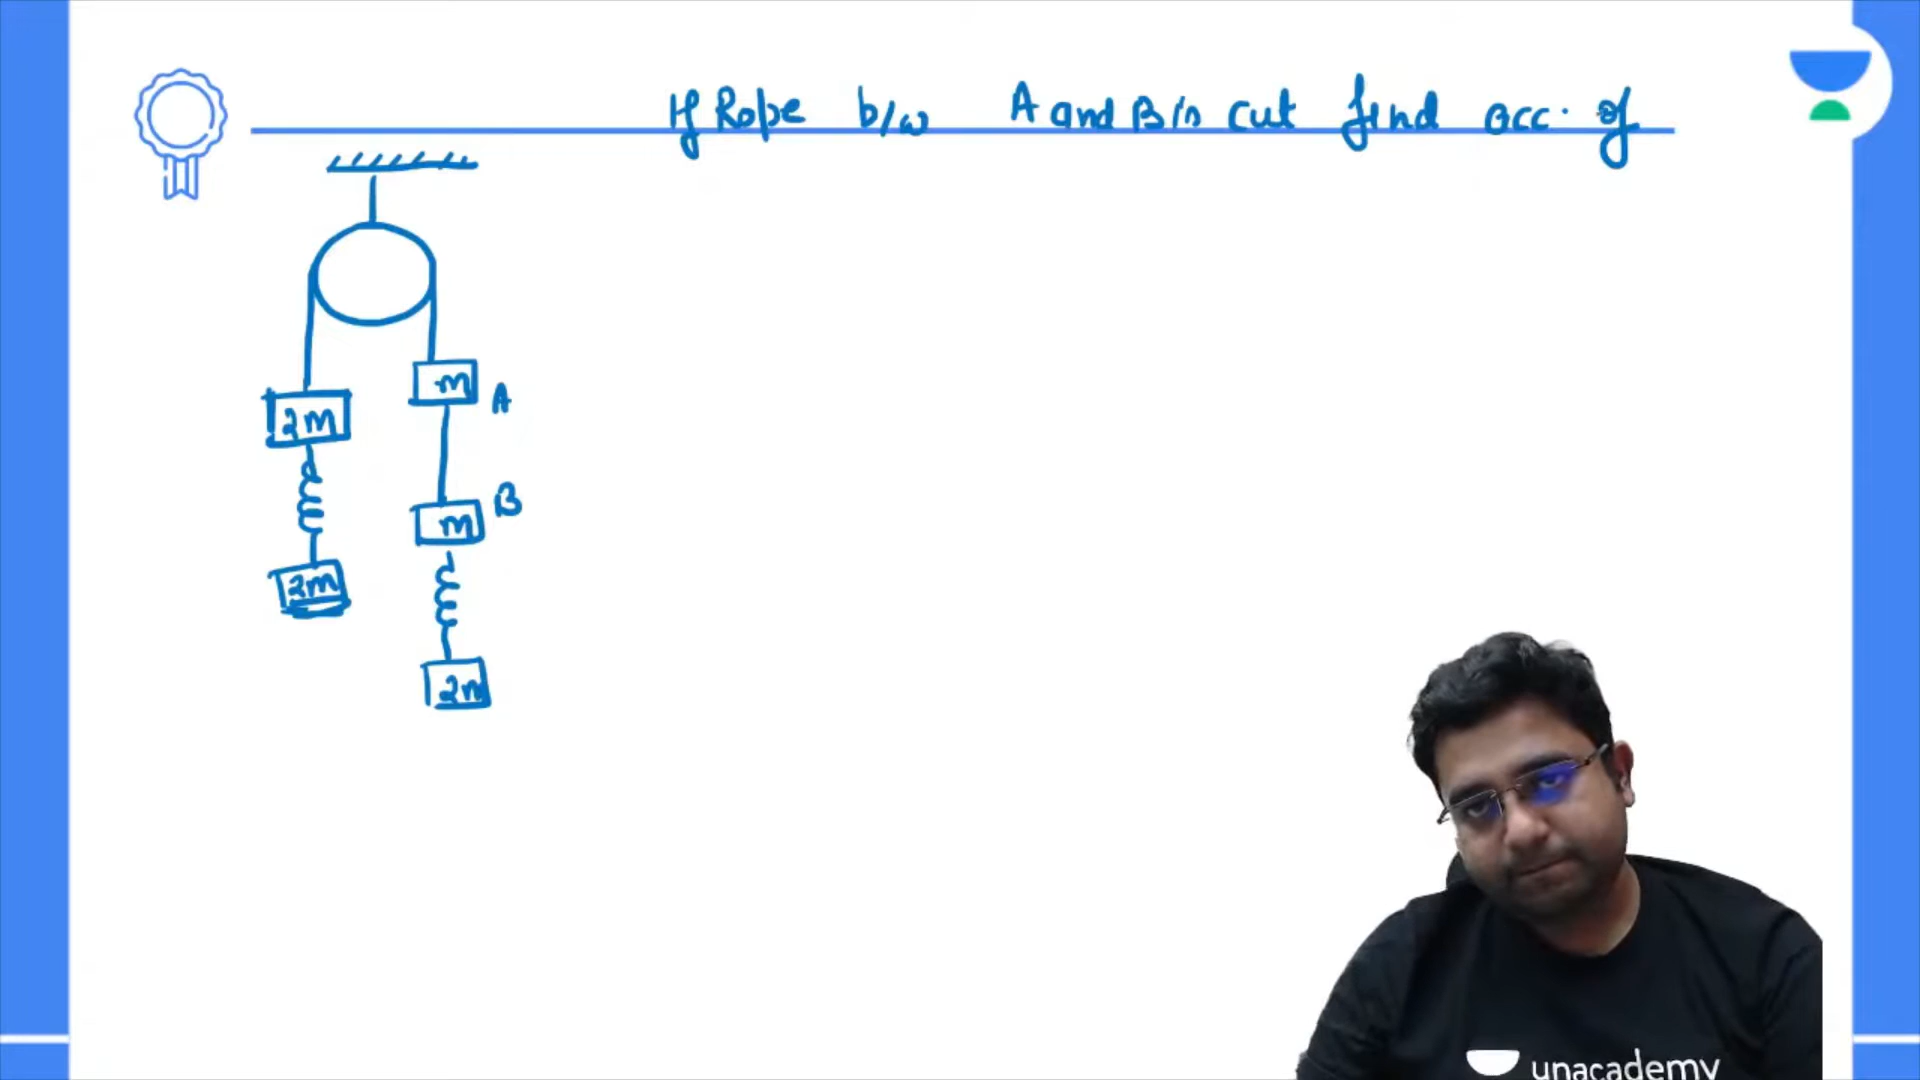 If Rope b/w A and B is cut find acc. of
m
A
2m
B
m
2m
2m
unacademy